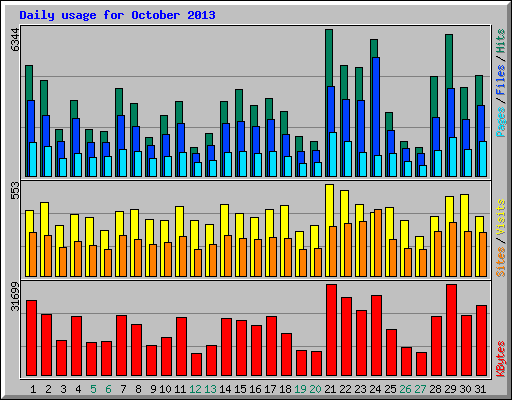 Daily usage for October 2013
6344
Pages/Files/Hits
553
Sites/Visits
31699
KBytes
1 2 3 4 5 6 7 8 9 10 11 12 13 14 15 16 17 18 19 20 21 22 23 24 25 26 27 28 29 30 31